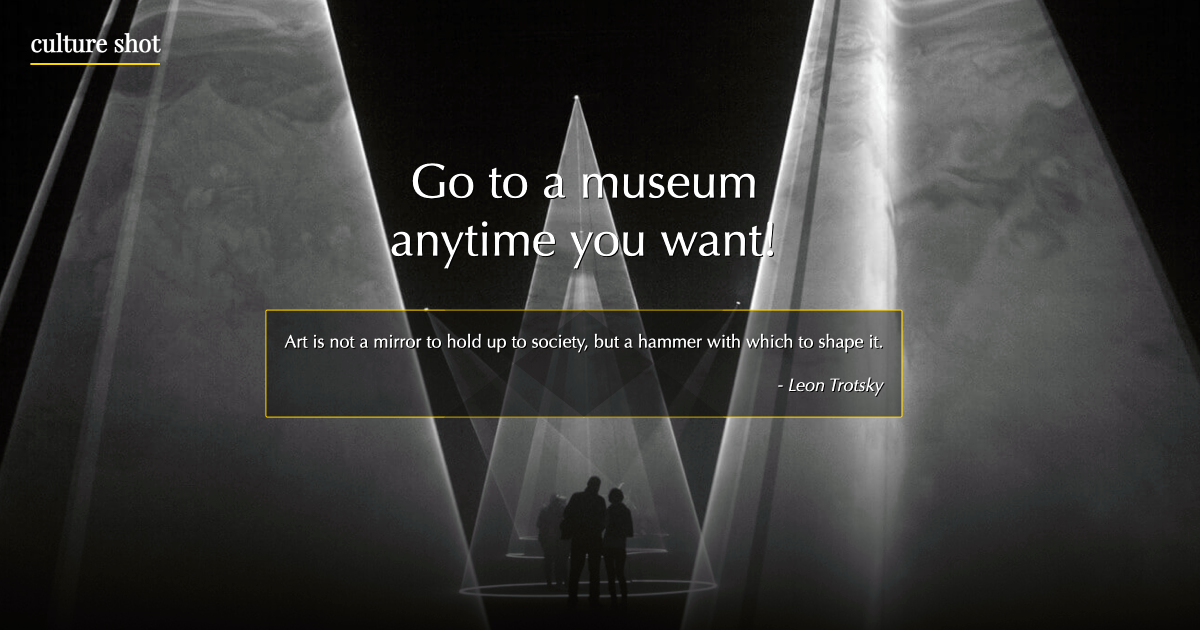 culture shot
Go to a museum
anytime you want!
Art is not a mirror to hold up to society, but a hammer with which to shape it.
- Leon Trotsky